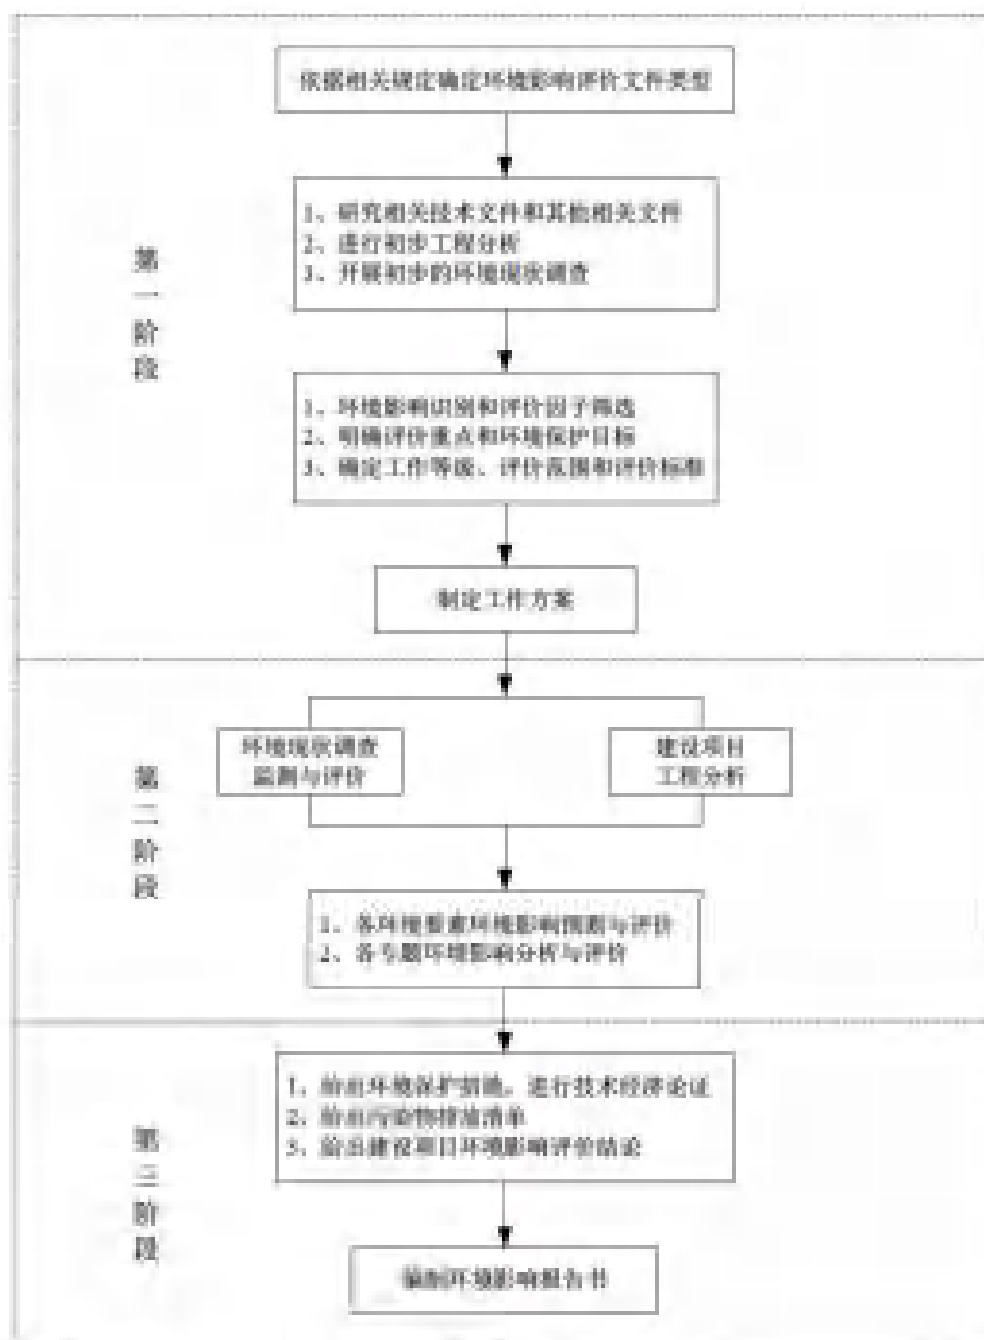 依据相关规定确定环境影响评价文件类型
第一阶段
1、研究相关技术文件和其他相关文件
2、进行初步工程分析
3、开展初步的环境现状调查
1、环境影响识别和评价因子筛选
2、明确评价重点和环境保护目标
3、确定工作等级、评价范围和评价标准
制定工作方案
第二阶段
环境现状调查
监测与评价
建设项目
工程分析
1、各环境要素环境影响预测与评价
2、各专题环境影响分析与评价
第三阶段
1、给出环境保护措施，进行技术经济论证
2、给出污染物排放清单
3、给出建设项目环境影响评价结论
编制环境影响报告书